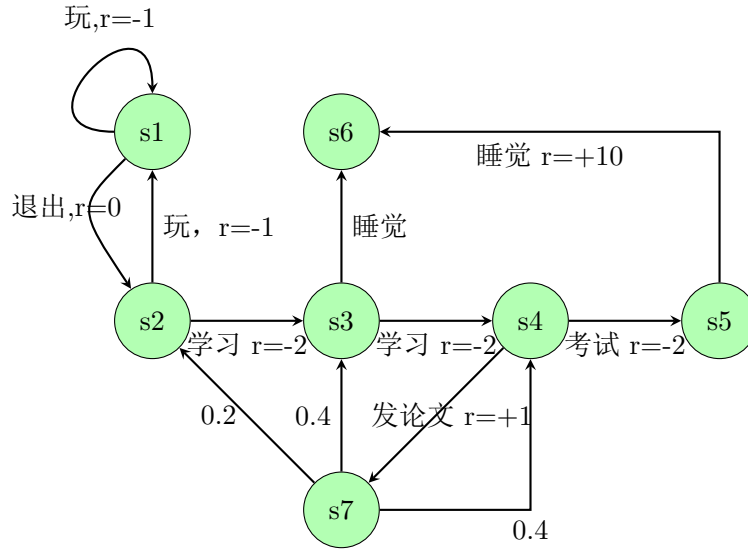 玩,r=-1
s1
s6
睡觉 r=+10
退出,r=0
玩，r=-1
睡觉
s2
s3
s4
s5
学习 r=-2
学习 r=-2
考试 r=-2
0.2
0.4
发论文 r=+1
s7
0.4